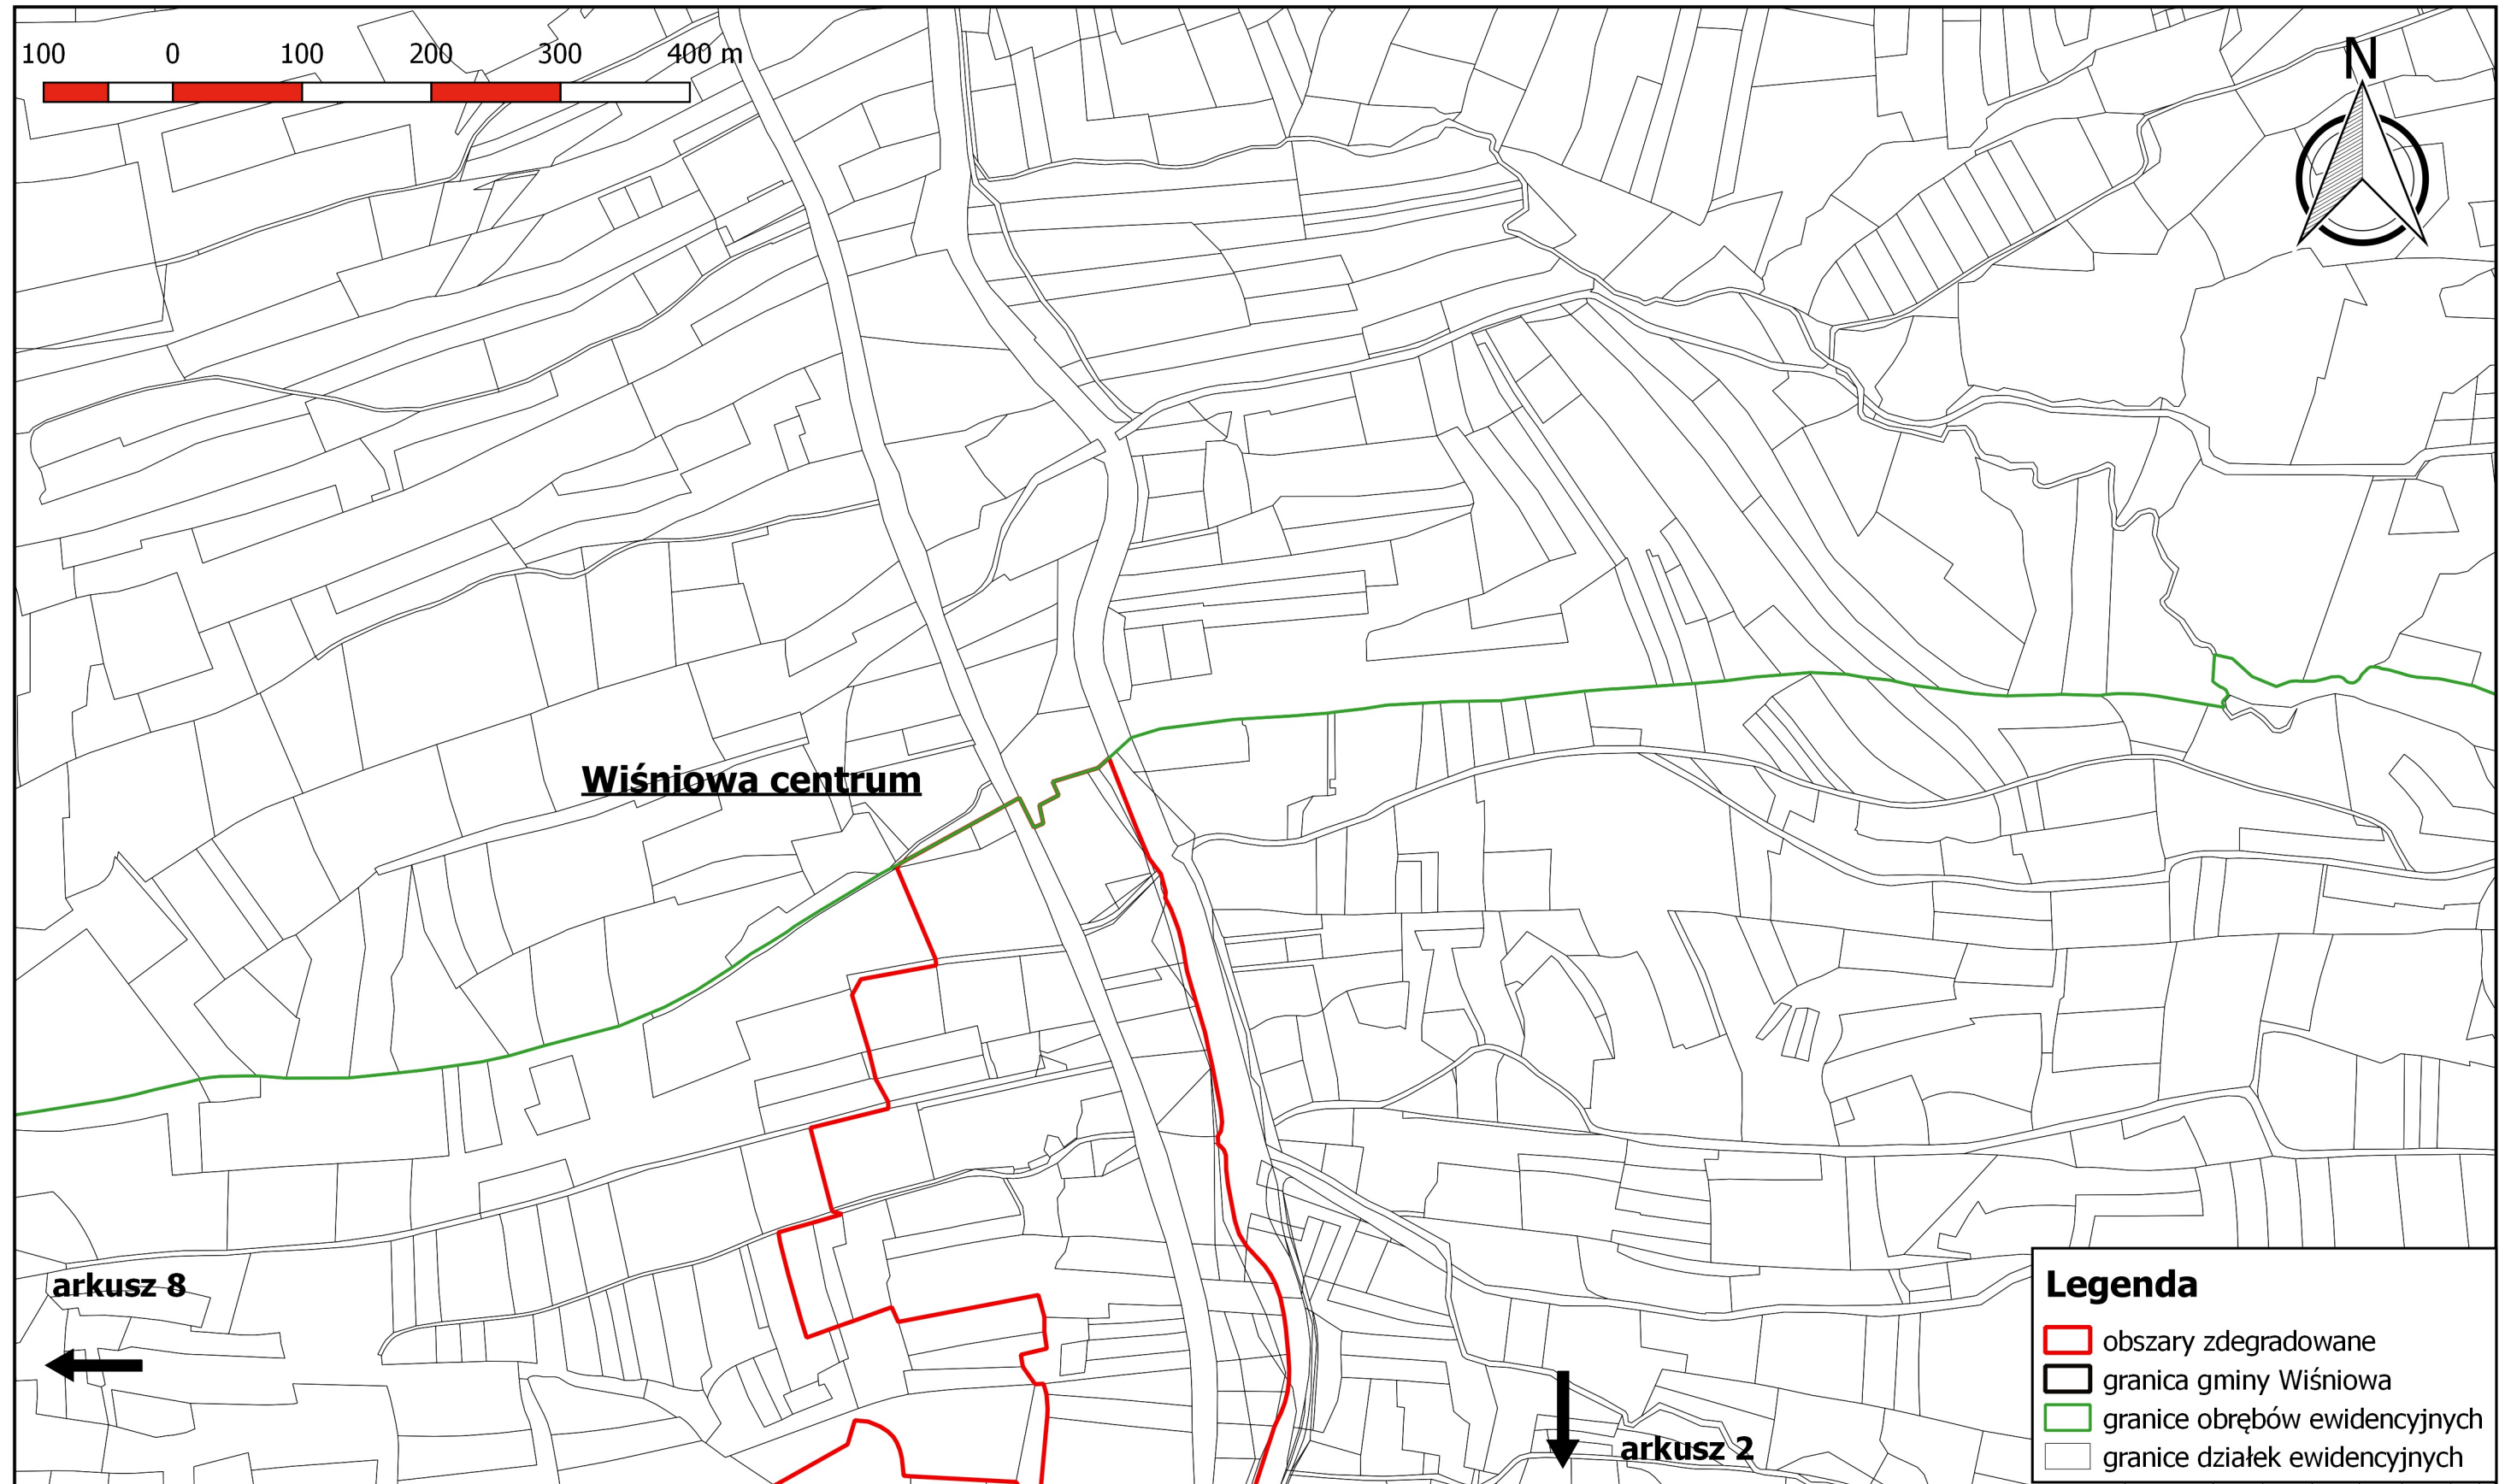 100 0 100 200 300 400 m
N
Wiśniowa centrum
arkusz 8
Legenda
obszary zdegradowane
granica gminy Wiśniowa
granice obrębów ewidencyjnych
granice działek ewidencyjnych
arkusz 2